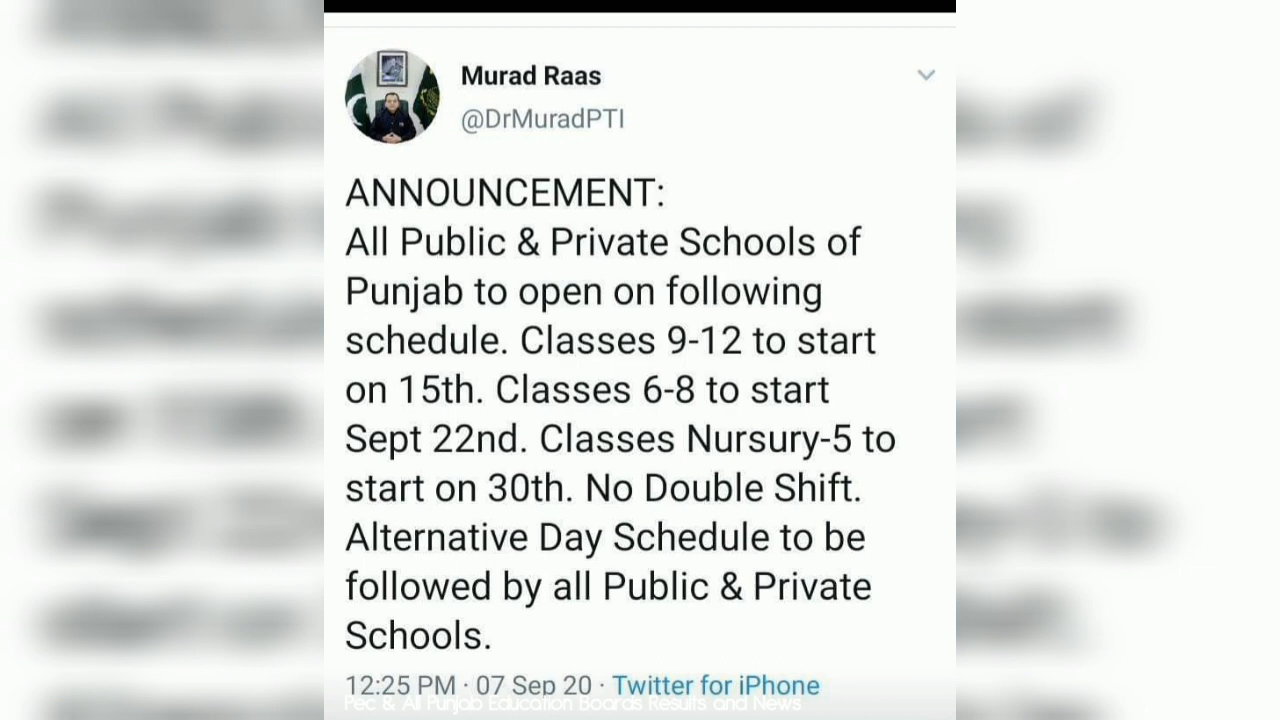 Murad Raas
@DrMuradPTI
ANNOUNCEMENT:
All Public & Private Schools of
Punjab to open on following
schedule. Classes 9-12 to start
on 15th. Classes 6-8 to start
Sept 22nd. Classes Nursury-5 to
start on 30th. No Double Shift.
Alternative Day Schedule to be
followed by all Public & Private
Schools.
12:25 PM · 07 Sep 20 · Twitter for iPhone
Pec & All Punjab Education Boards Results and News